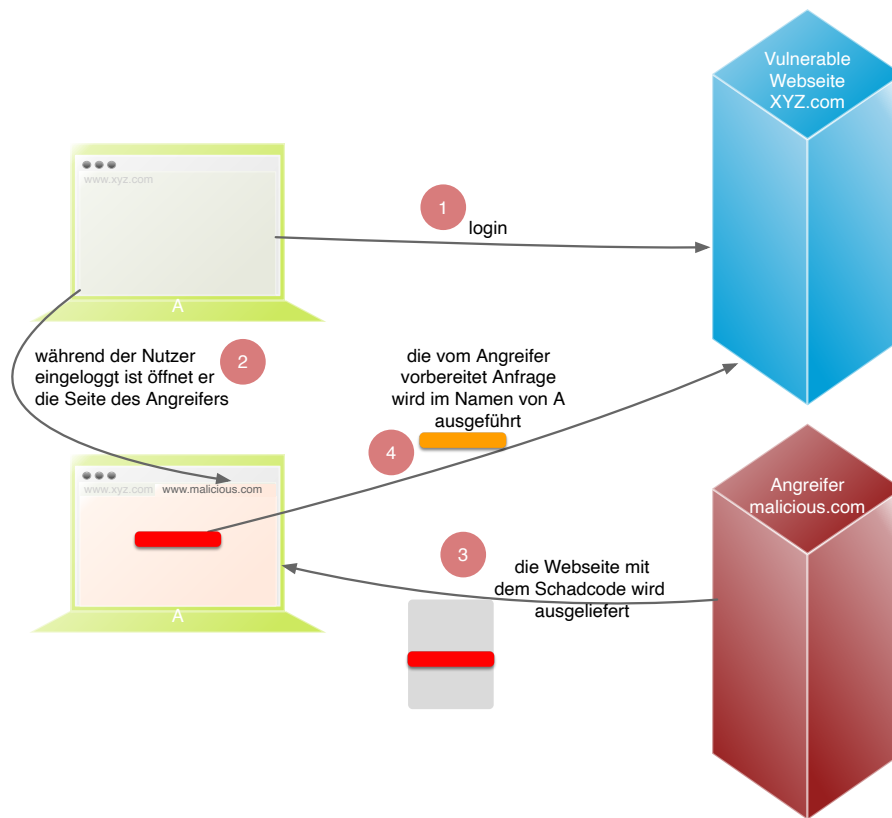 Vulnerable
Webseite
XYZ.com
www.xyz.com
1
login
A
während der Nutzer
eingeloggt ist öffnet er
die Seite des Angreifers
2
die vom Angreifer
vorbereitet Anfrage
wird im Namen von A
ausgeführt
4
www.xyz.com
www.malicious.com
Angreifer
malicious.com
3
die Webseite mit
dem Schadcode wird
ausgeliefert
A